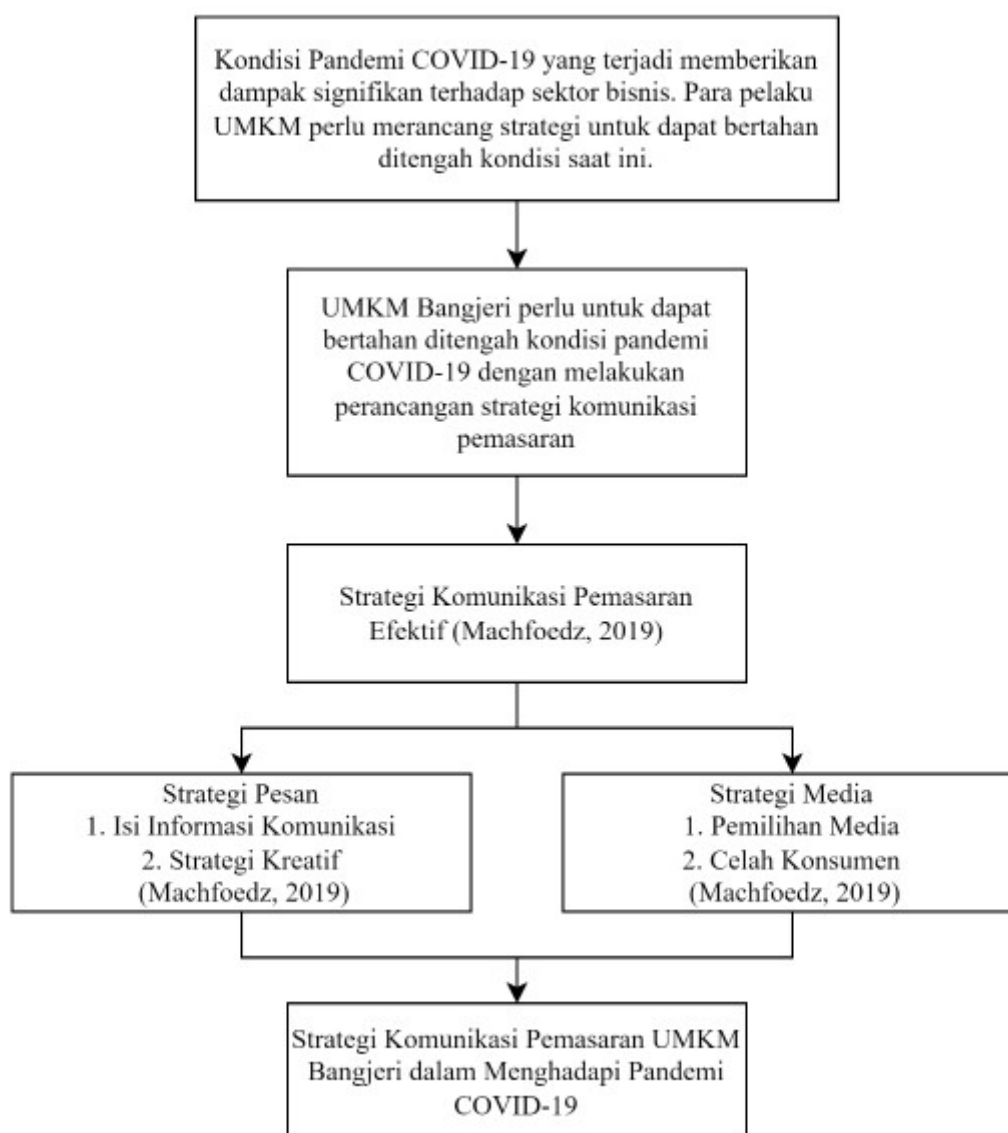 Kondisi Pandemi COVID-19 yang terjadi memberikan
dampak signifikan terhadap sektor bisnis. Para pelaku
UMKM perlu merancang strategi untuk dapat bertahan
ditengah kondisi saat ini.
UMKM Bangjeri perlu untuk dapat
bertahan ditengah kondisi pandemi
COVID-19 dengan melakukan
perancangan strategi komunikasi
pemasaran
Strategi Komunikasi Pemasaran
Efektif (Machfoedz, 2019)
Strategi Pesan
1. Isi Informasi Komunikasi
2. Strategi Kreatif
(Machfoedz, 2019)
Strategi Media
1. Pemilihan Media
2. Celah Konsumen
(Machfoedz, 2019)
Strategi Komunikasi Pemasaran UMKM
Bangjeri dalam Menghadapi Pandemi
COVID-19